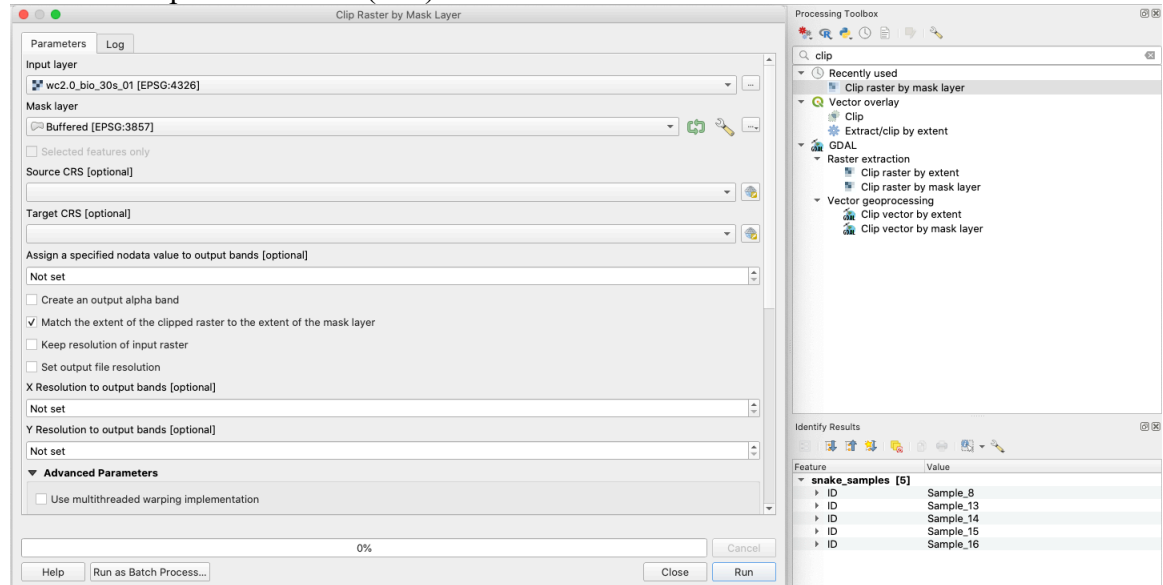 Clip Raster by Mask Layer
Parameters
Log
Input layer
wc2.0_bio_30s_01 [EPSG:4326]
Mask layer
Buffered [EPSG:3857]
Selected features only
Source CRS [optional]
Target CRS [optional]
Assign a specified nodata value to output bands [optional]
Not set
Create an output alpha band
Match the extent of the clipped raster to the extent of the mask layer
Keep resolution of input raster
Set output file resolution
X Resolution to output bands [optional]
Not set
Y Resolution to output bands [optional]
Not set
Advanced Parameters
Use multithreaded warping implementation
0%
Cancel
Help
Run as Batch Process...
Close
Run
Processing Toolbox
clip
Recently used
Clip raster by mask layer
Vector overlay
Clip
Extract/clip by extent
GDAL
Raster extraction
Clip raster by extent
Clip raster by mask layer
Vector geoprocessing
Clip vector by extent
Clip vector by mask layer
Identify Results
Feature Value
snake_samples [5]
ID Sample_8
ID Sample_13
ID Sample_14
ID Sample_15
ID Sample_16